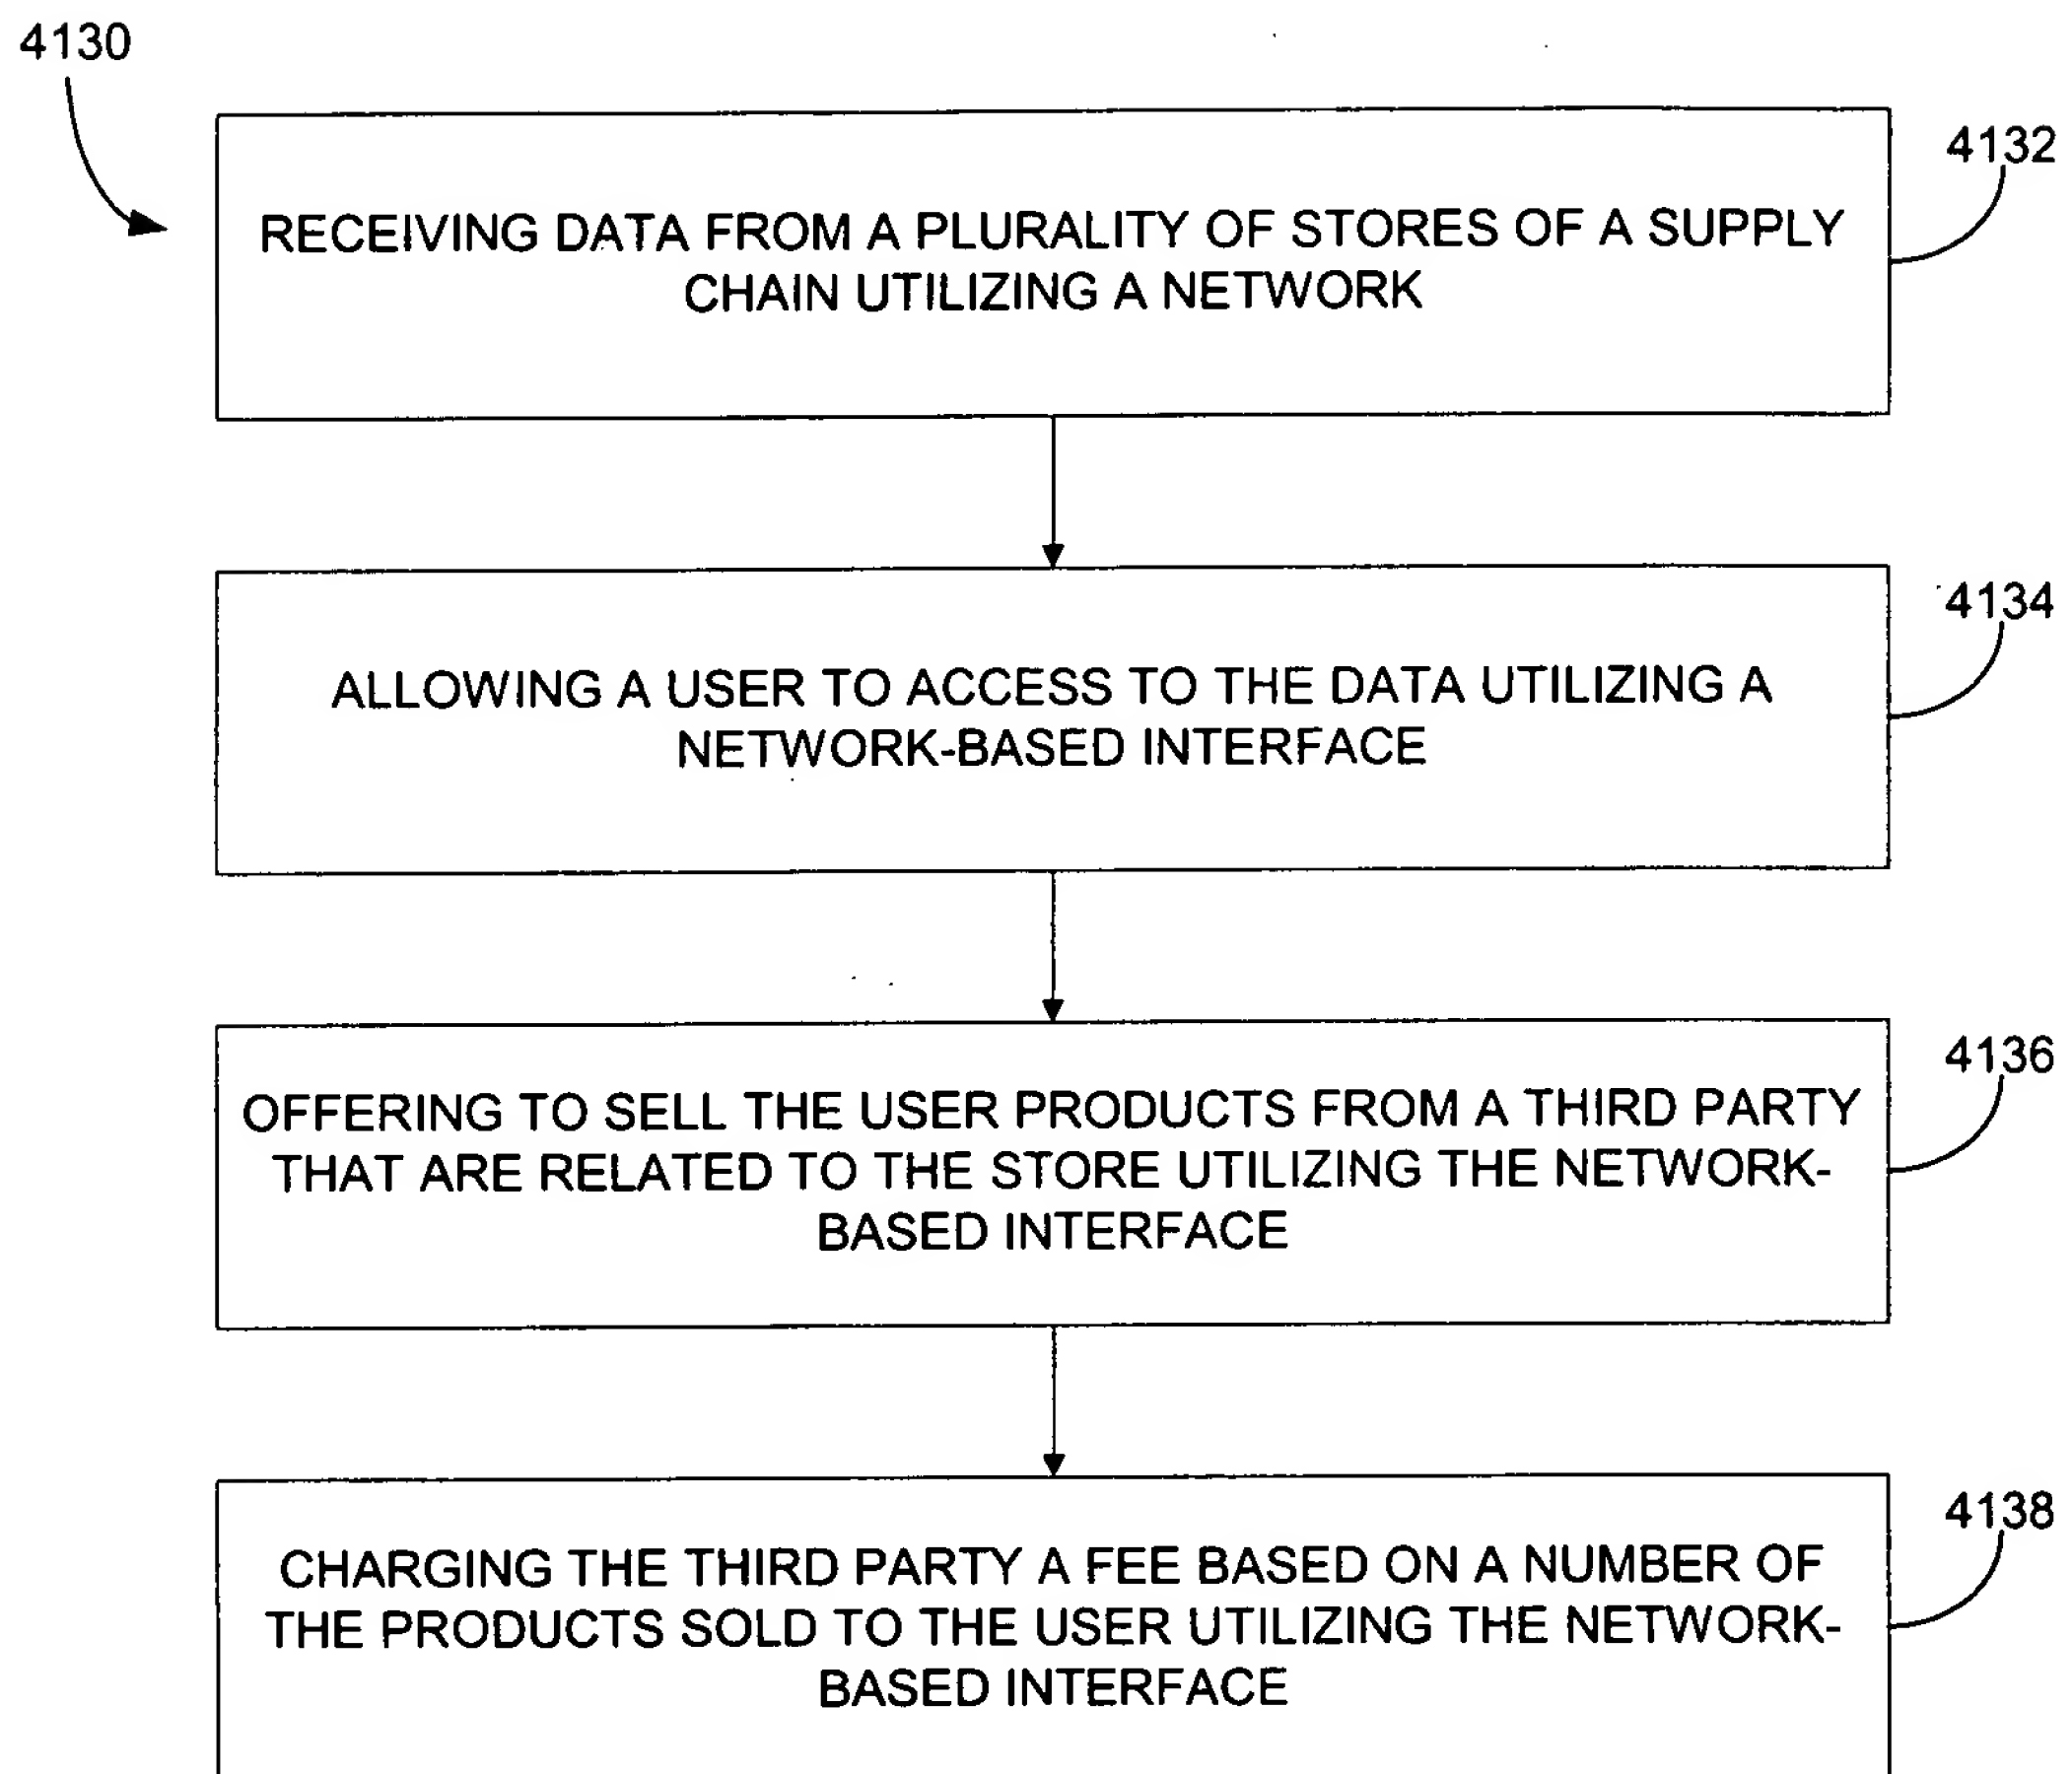 4130
4132
RECEIVING DATA FROM A PLURALITY OF STORES OF A SUPPLY
CHAIN UTILIZING A NETWORK
4134
ALLOWING A USER TO ACCESS TO THE DATA UTILIZING A
NETWORK-BASED INTERFACE
4136
OFFERING TO SELL THE USER PRODUCTS FROM A THIRD PARTY
THAT ARE RELATED TO THE STORE UTILIZING THE NETWORK-
BASED INTERFACE
4138
CHARGING THE THIRD PARTY A FEE BASED ON A NUMBER OF
THE PRODUCTS SOLD TO THE USER UTILIZING THE NETWORK-
BASED INTERFACE